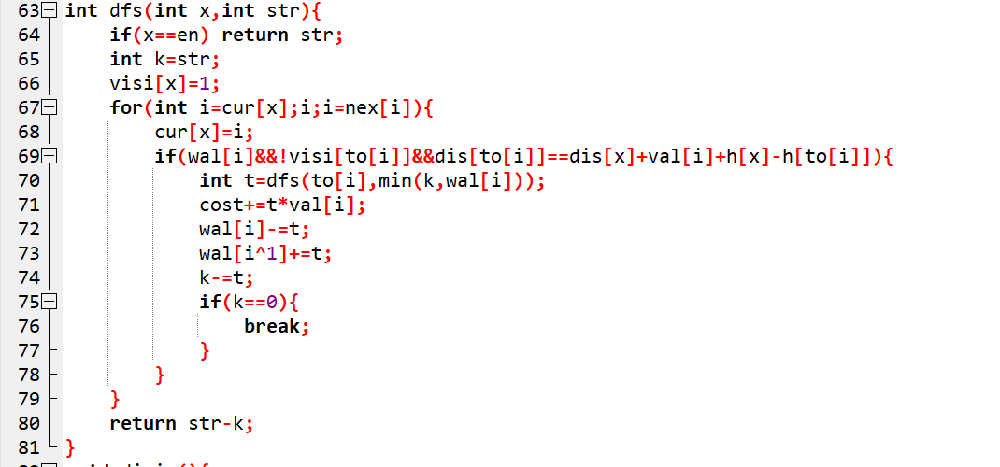 63 int dfs(int x,int str){
64 if(x==en) return str;
65 int k=str;
66 visi[x]=1;
67 for(int i=cur[x];i;i=nex[i]){
68 cur[x]=i;
69 if(wal[i]&&!visi[to[i]]&&dis[to[i]]==dis[x]+val[i]+h[x]-h[to[i]]){
70 int t=dfs(to[i],min(k,wal[i]));
71 cost+=t*val[i];
72 wal[i]-=t;
73 wal[i^1]+=t;
74 k-=t;
75 if(k==0){
76 break;
77 }
78 }
79 }
80 return str-k;
81 }